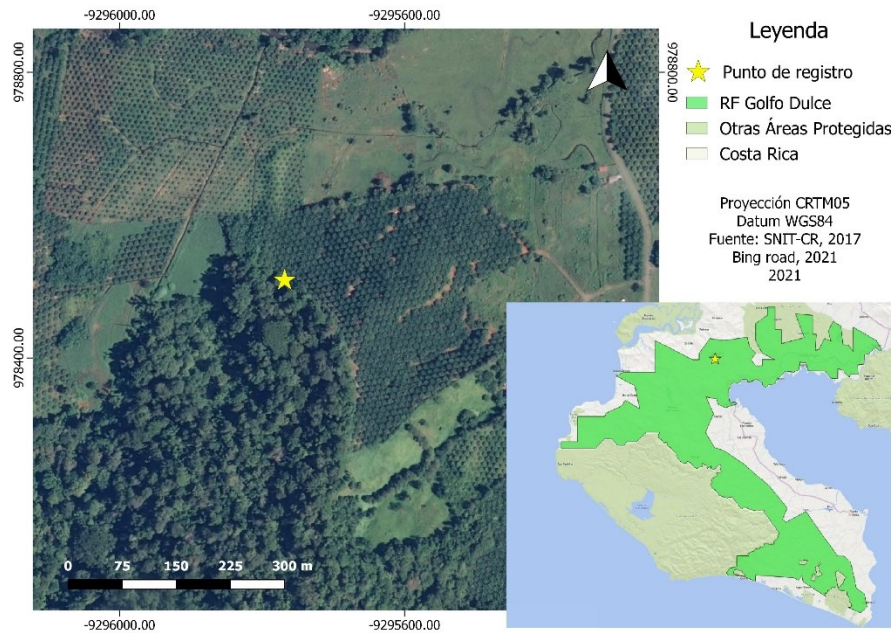 -9296000.00
-9295600.00
978800.00
978800.00
978400.00
0 75 150 225 300 m
-9296000.00
-9295600.00
Leyenda
Punto de registro
RF Golfo Dulce
Otras Áreas Protegidas
Costa Rica
Proyección CRTM05
Datum WGS84
Fuente: SNIT-CR, 2017
Bing road, 2021
2021